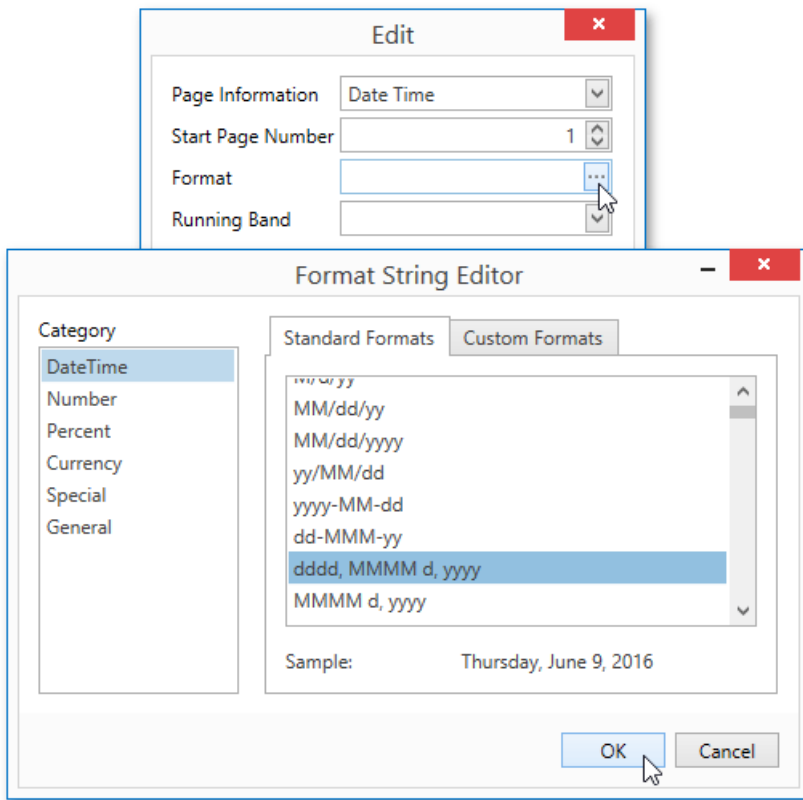 Edit
Page Information Date Time
Start Page Number 1
Format ...
Running Band
Format String Editor
Category
DateTime
Number
Percent
Currency
Special
General
Standard Formats Custom Formats
M/d/yy
MM/dd/yy
MM/dd/yyyy
yy/MM/dd
yyyy-MM-dd
dd-MMM-yy
dddd, MMMM d, yyyy
MMMM d, yyyy
Sample: Thursday, June 9, 2016
OK Cancel